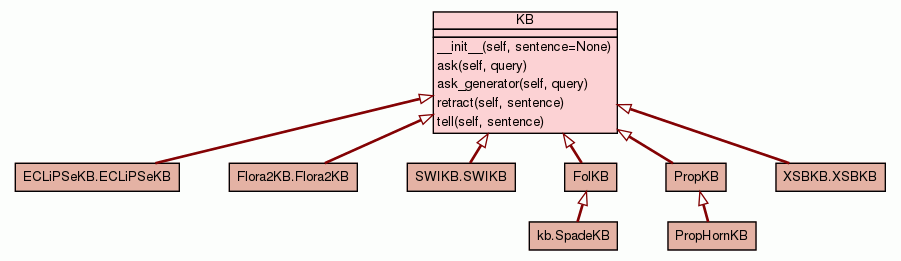 KB
__init__(self, sentence=None)
ask(self, query)
ask_generator(self, query)
retract(self, sentence)
tell(self, sentence)
ECLiPSeKB.ECLiPSeKB
Flora2KB.Flora2KB
SWIKB.SWIKB
FolKB
PropKB
XSBKB.XSBKB
kb.SpadeKB
PropHornKB